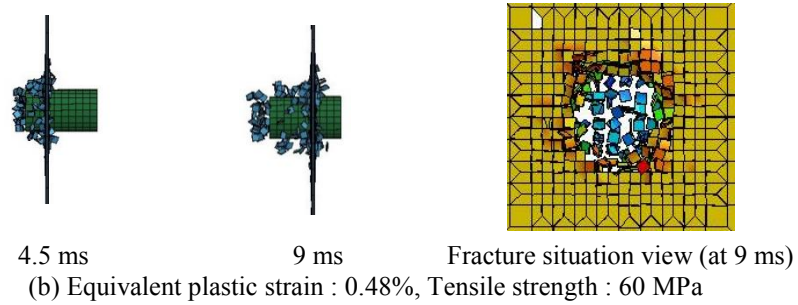 4.5 ms 9 ms Fracture situation view (at 9 ms)
(b) Equivalent plastic strain : 0.48%, Tensile strength : 60 MPa